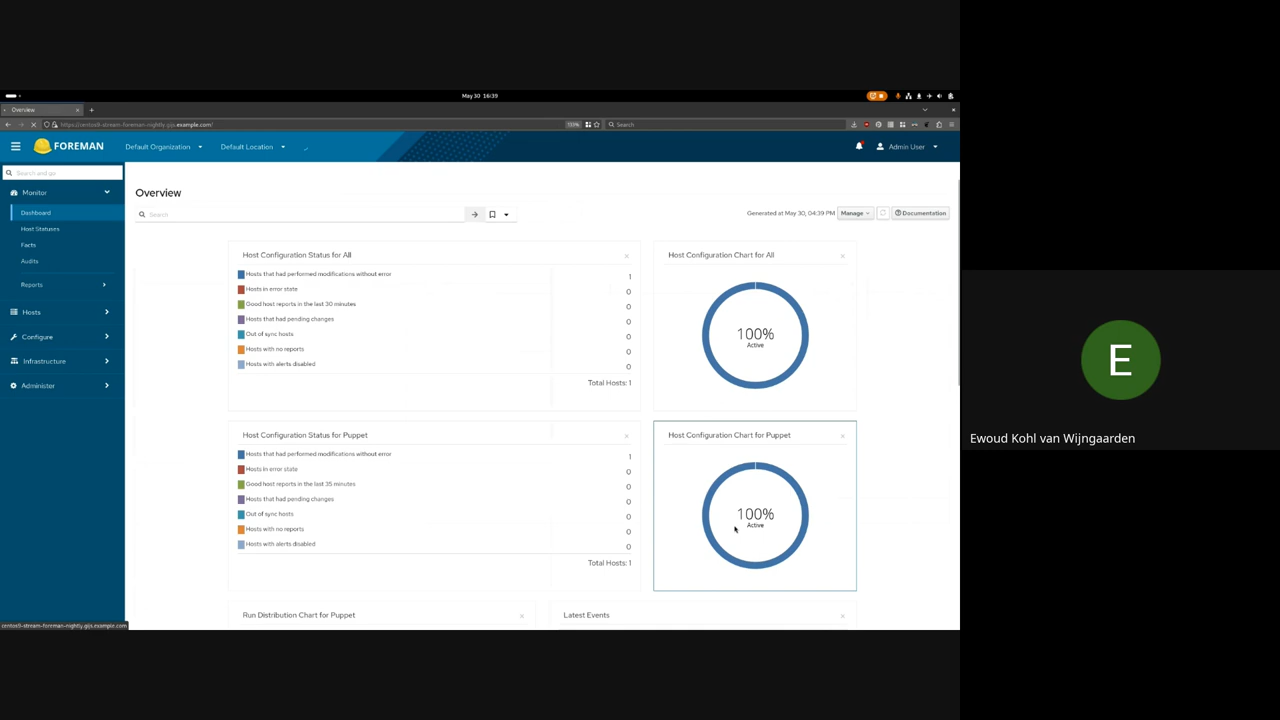 May 30 16:39
Overview
https://centos9-stream-foreman-nightly.gijs.example.com/
133%
Search
FOREMAN
Default Organization
Default Location
Admin User
Search and go
Monitor
Dashboard
Host Statuses
Facts
Audits
Reports
Hosts
Configure
Infrastructure
Administer
Overview
Search
Generated at May 30, 04:39 PM
Manage
Documentation
Host Configuration Status for All
Hosts that had performed modifications without error 1
Hosts in error state 0
Good host reports in the last 30 minutes 0
Hosts that had pending changes 0
Out of sync hosts 0
Hosts with no reports 0
Hosts with alerts disabled 0
Total Hosts: 1
Host Configuration Chart for All
100%
Active
Host Configuration Status for Puppet
Hosts that had performed modifications without error 1
Hosts in error state 0
Good host reports in the last 35 minutes 0
Hosts that had pending changes 0
Out of sync hosts 0
Hosts with no reports 0
Hosts with alerts disabled 0
Total Hosts: 1
Host Configuration Chart for Puppet
100%
Active
Run Distribution Chart for Puppet
Latest Events
centos9-stream-foreman-nightly.gijs.example.com
E
Ewoud Kohl van Wijngaarden